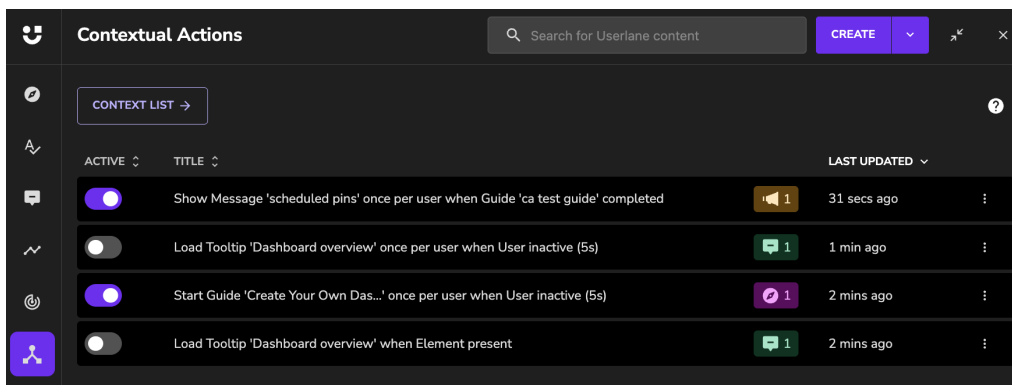 Contextual Actions
Search for Userlane content
CREATE
CONTEXT LIST →
ACTIVE TITLE LAST UPDATED
Show Message 'scheduled pins' once per user when Guide 'ca test guide' completed 1 31 secs ago
Load Tooltip 'Dashboard overview' once per user when User inactive (5s) 1 1 min ago
Start Guide 'Create Your Own Das...' once per user when User inactive (5s) 1 2 mins ago
Load Tooltip 'Dashboard overview' when Element present 1 2 mins ago